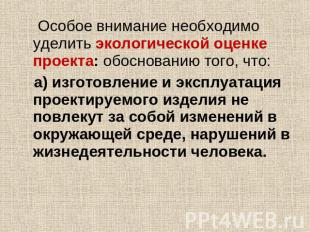 Особое внимание необходимо
уделить экологической оценке
проекта: обоснованию того, что:
а) изготовление и эксплуатация
проектируемого изделия не
повлекут за собой изменений в
окружающей среде, нарушений в
жизнедеятельности человека.
PPt4WEB.ru